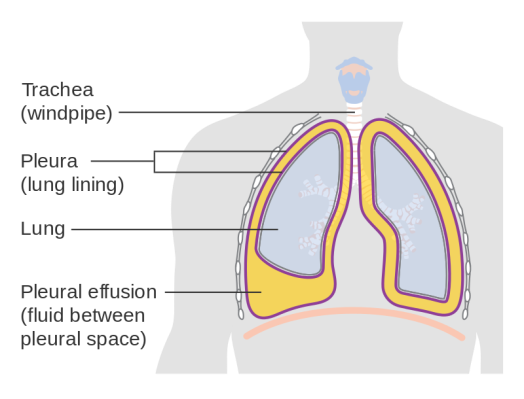 Trachea
(windpipe)
Pleura
(lung lining)
Lung
Pleural effusion
(fluid between
pleural space)